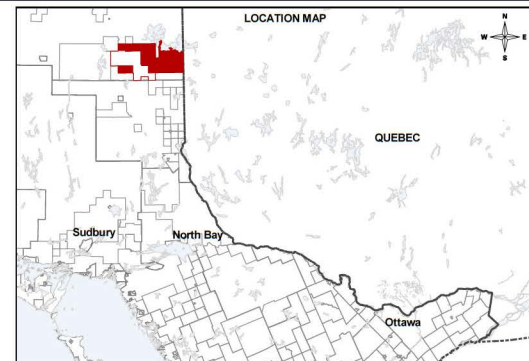 LOCATION MAP
N
W E
S
QUEBEC
Sudbury
North Bay
Ottawa